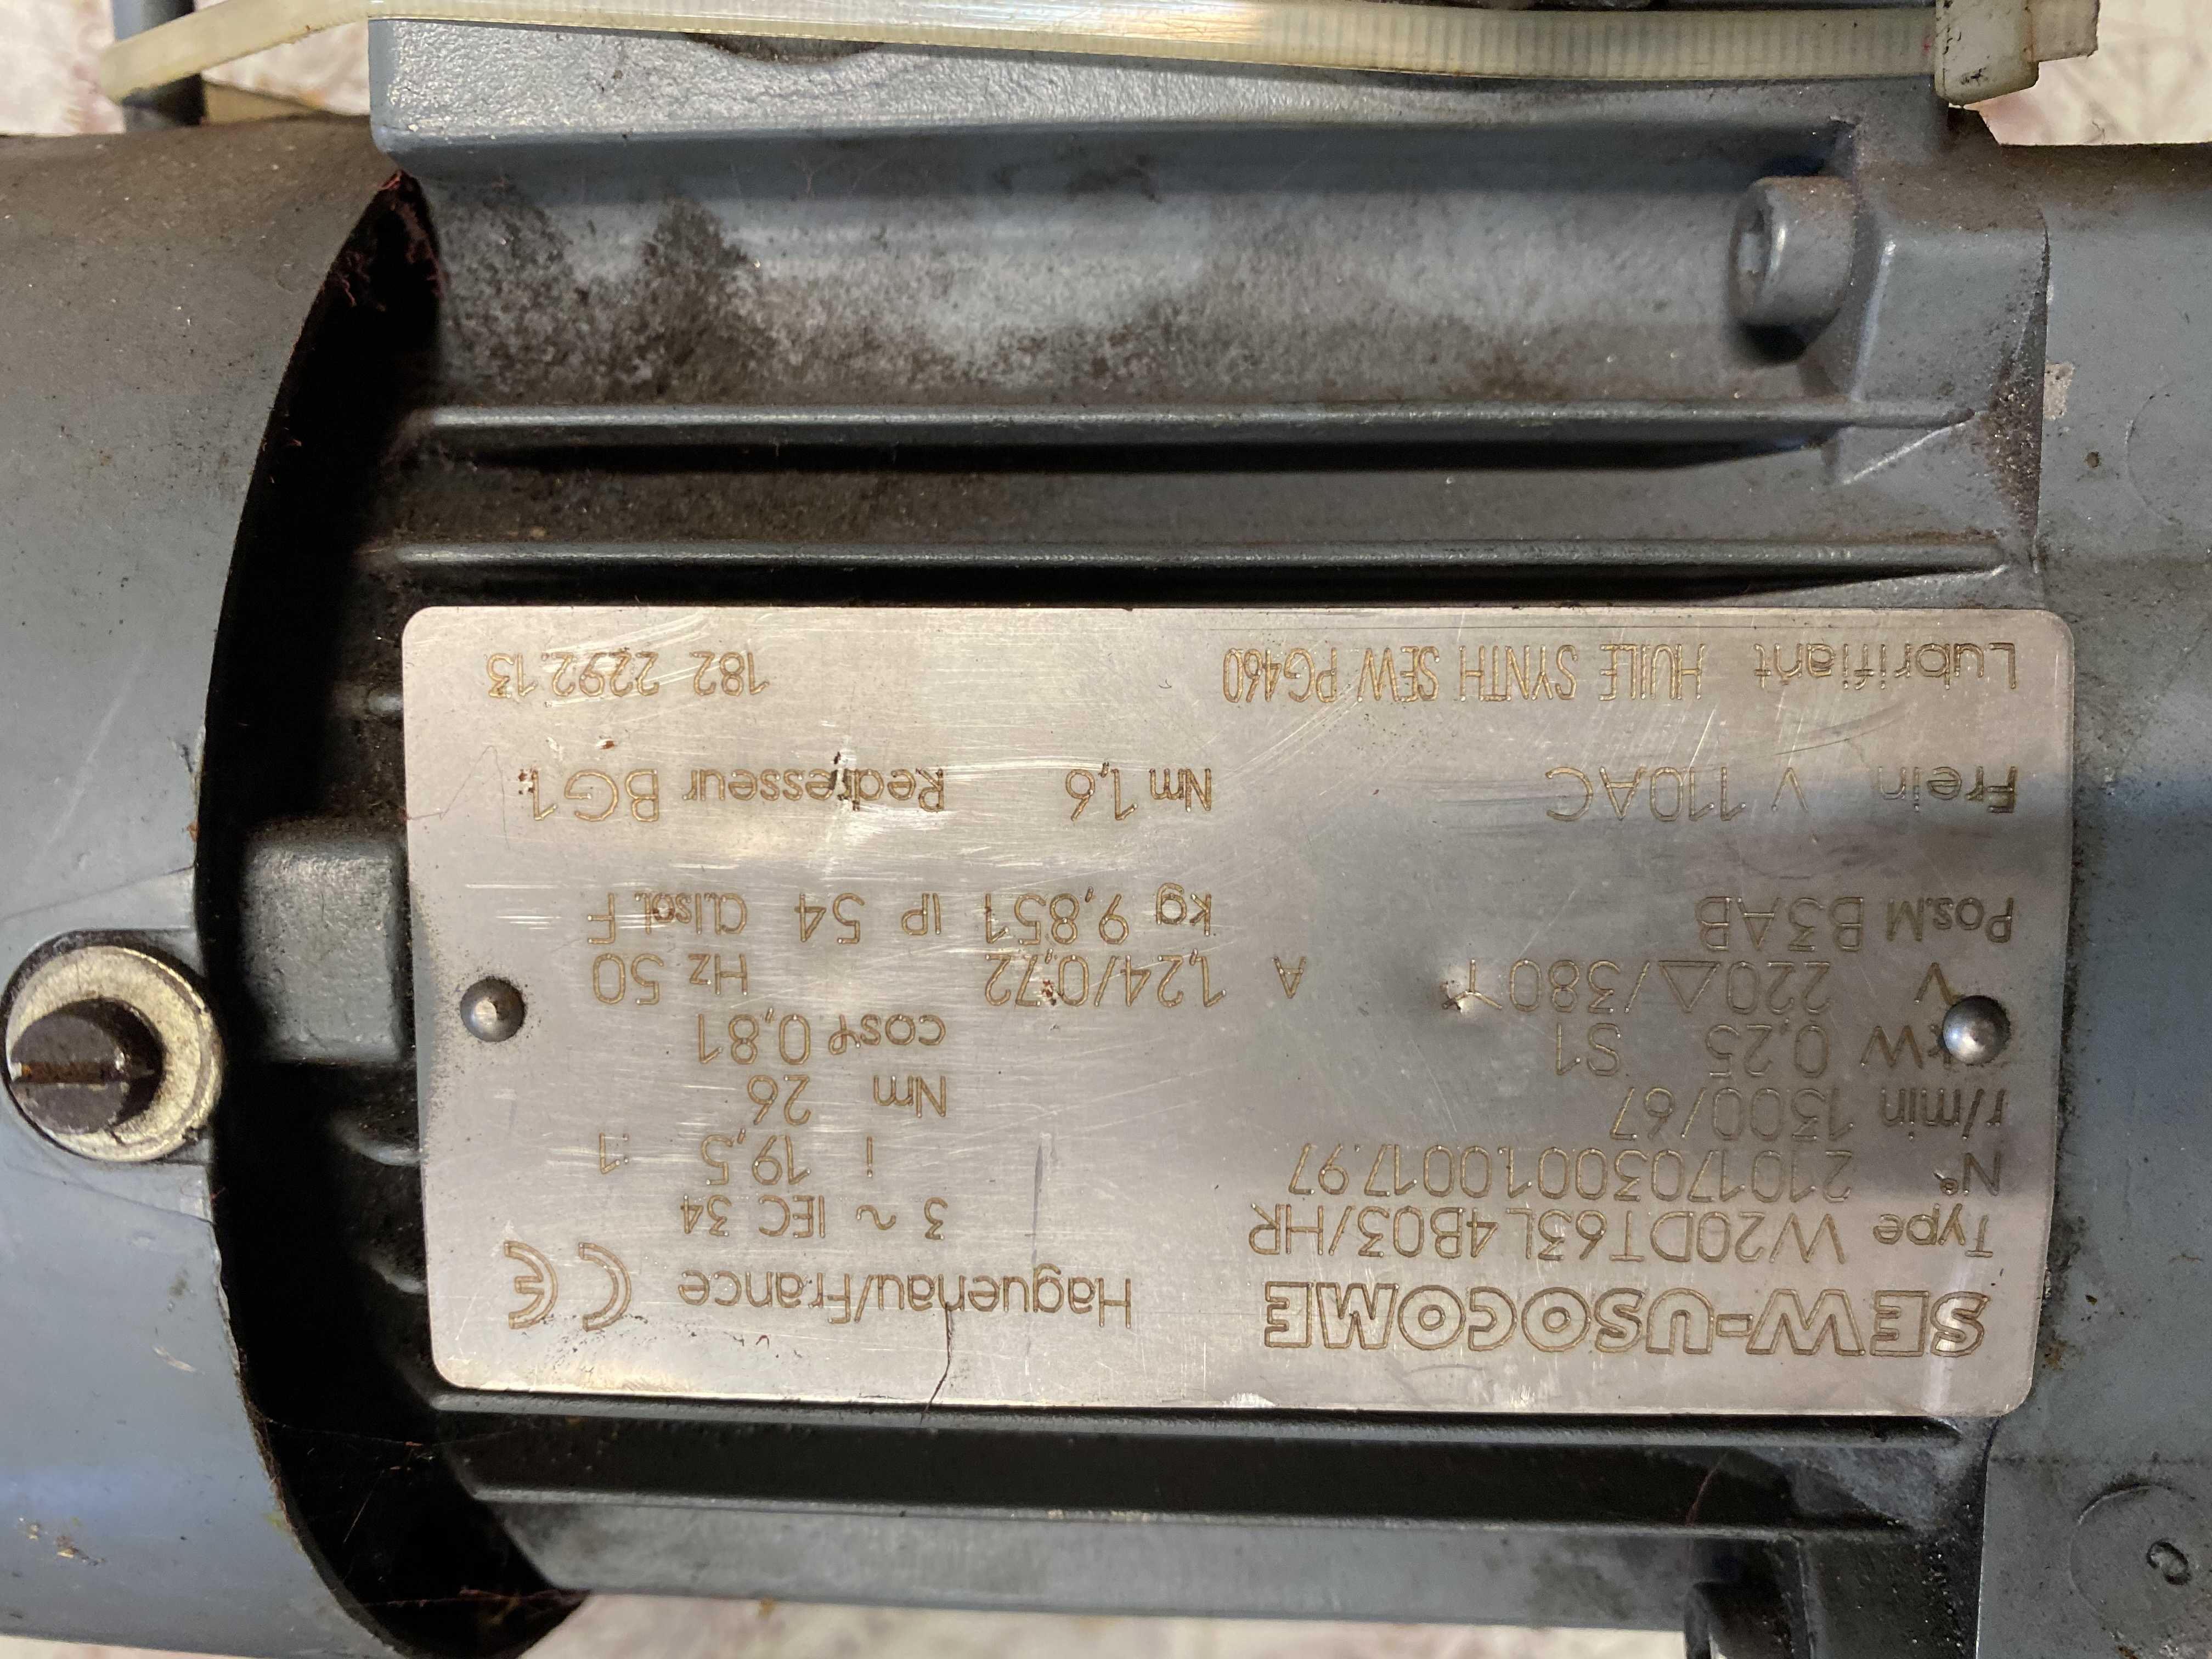 SEW-USOCOME Haguenau/France CE
Type W20DT63L4B03/HR 3 ~ IEC 34
N° 2101703001.0017.97 i 19,5 :1
r/min 1300/67 Nm 26
kW 0,25 S1 cosφ 0,81
V 220△/380Y A 1,24/0,72 Hz 50
Pos.M B3AB kg 9,851 IP 54 Cl.isol. F
Frein V 110AC Nm 1,6 Redresseur BG1.
Lubrifiant HUILE SYNTH SEW PG460 182 2292.13